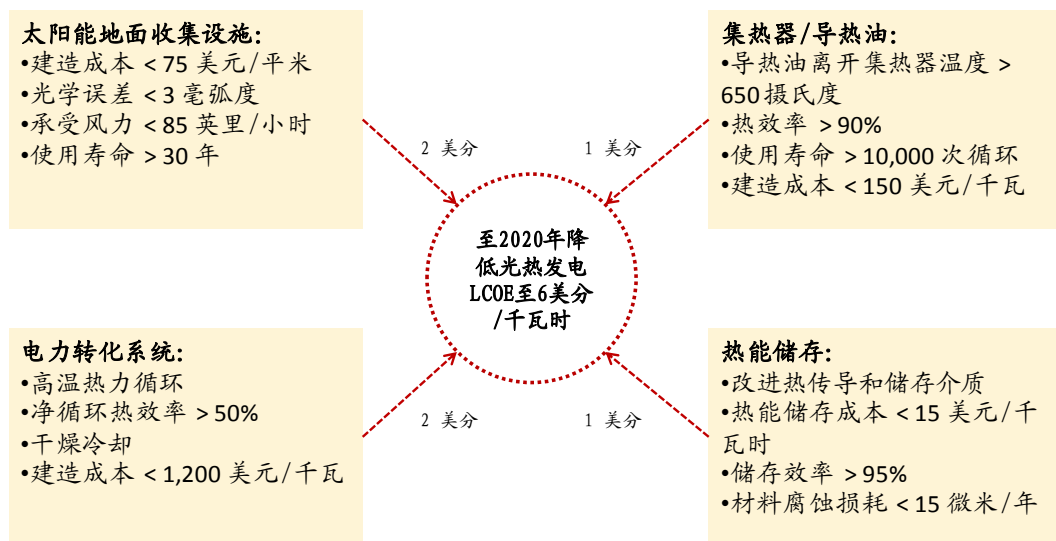 太阳能地面收集设施:
•建造成本 < 75 美元/平米
•光学误差 < 3 毫弧度
•承受风力 < 85 英里/小时
•使用寿命 > 30 年
集热器/导热油:
•导热油离开集热器温度 >
650 摄氏度
•热效率 > 90%
•使用寿命 > 10,000 次循环
•建造成本 < 150 美元/千瓦
2 美分
1 美分
至2020年降
低光热发电
LCOE至6美分
/千瓦时
电力转化系统:
•高温热力循环
•净循环热效率 > 50%
•干燥冷却
•建造成本 < 1,200 美元/千瓦
2 美分
1 美分
热能储存:
•改进热传导和储存介质
•热能储存成本 < 15 美元/千
瓦时
•储存效率 > 95%
•材料腐蚀损耗 < 15 微米/年